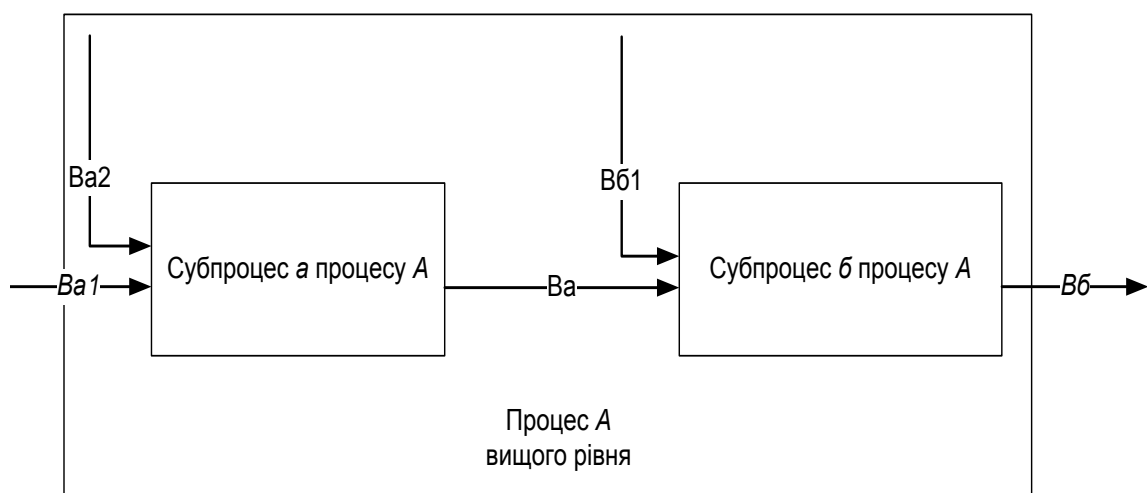 Ва2
Вб1
Субпроцес а процесу А
Субпроцес б процесу А
Ва1
Ва
Вб
Процес А
вищого рівня